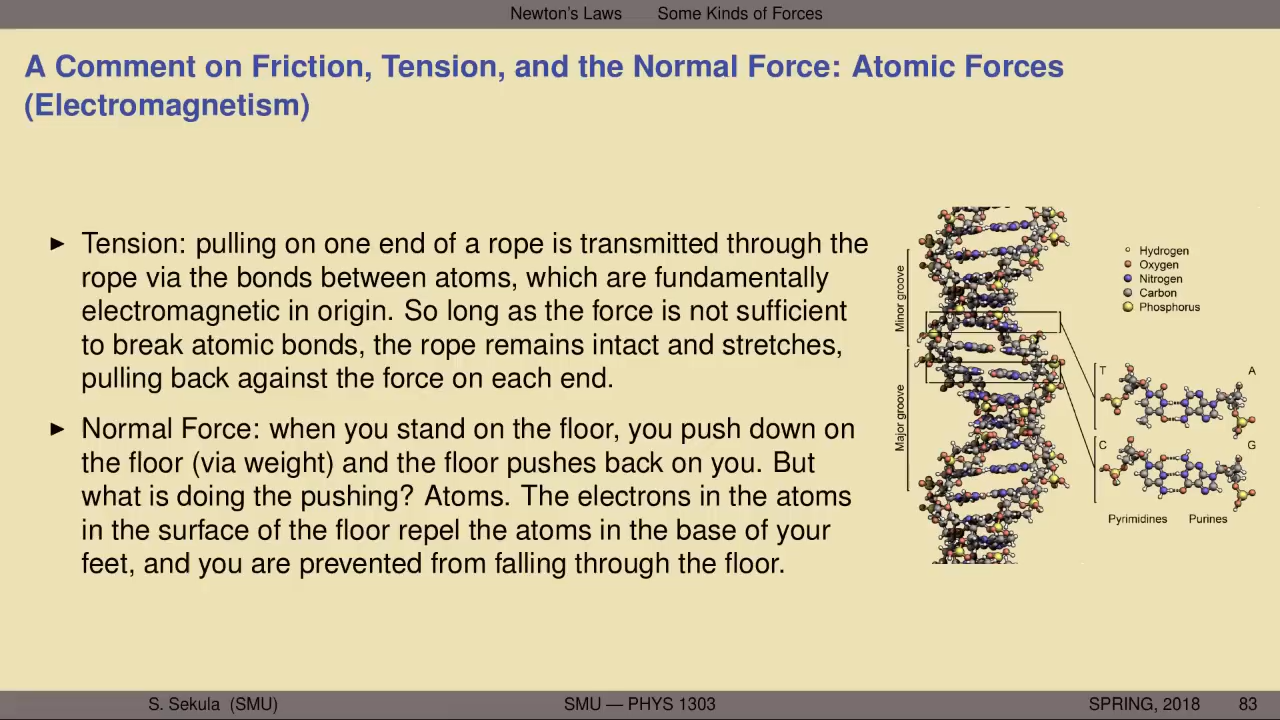 Newton's Laws Some Kinds of Forces
A Comment on Friction, Tension, and the Normal Force: Atomic Forces
(Electromagnetism)
▶ Tension: pulling on one end of a rope is transmitted through the
rope via the bonds between atoms, which are fundamentally
electromagnetic in origin. So long as the force is not sufficient
to break atomic bonds, the rope remains intact and stretches,
pulling back against the force on each end.
▶ Normal Force: when you stand on the floor, you push down on
the floor (via weight) and the floor pushes back on you. But
what is doing the pushing? Atoms. The electrons in the atoms
in the surface of the floor repel the atoms in the base of your
feet, and you are prevented from falling through the floor.
Minor groove
Major groove
Hydrogen
Oxygen
Nitrogen
Carbon
Phosphorus
T A
C G
Pyrimidines Purines
S. Sekula (SMU) SMU — PHYS 1303 SPRING, 2018 83